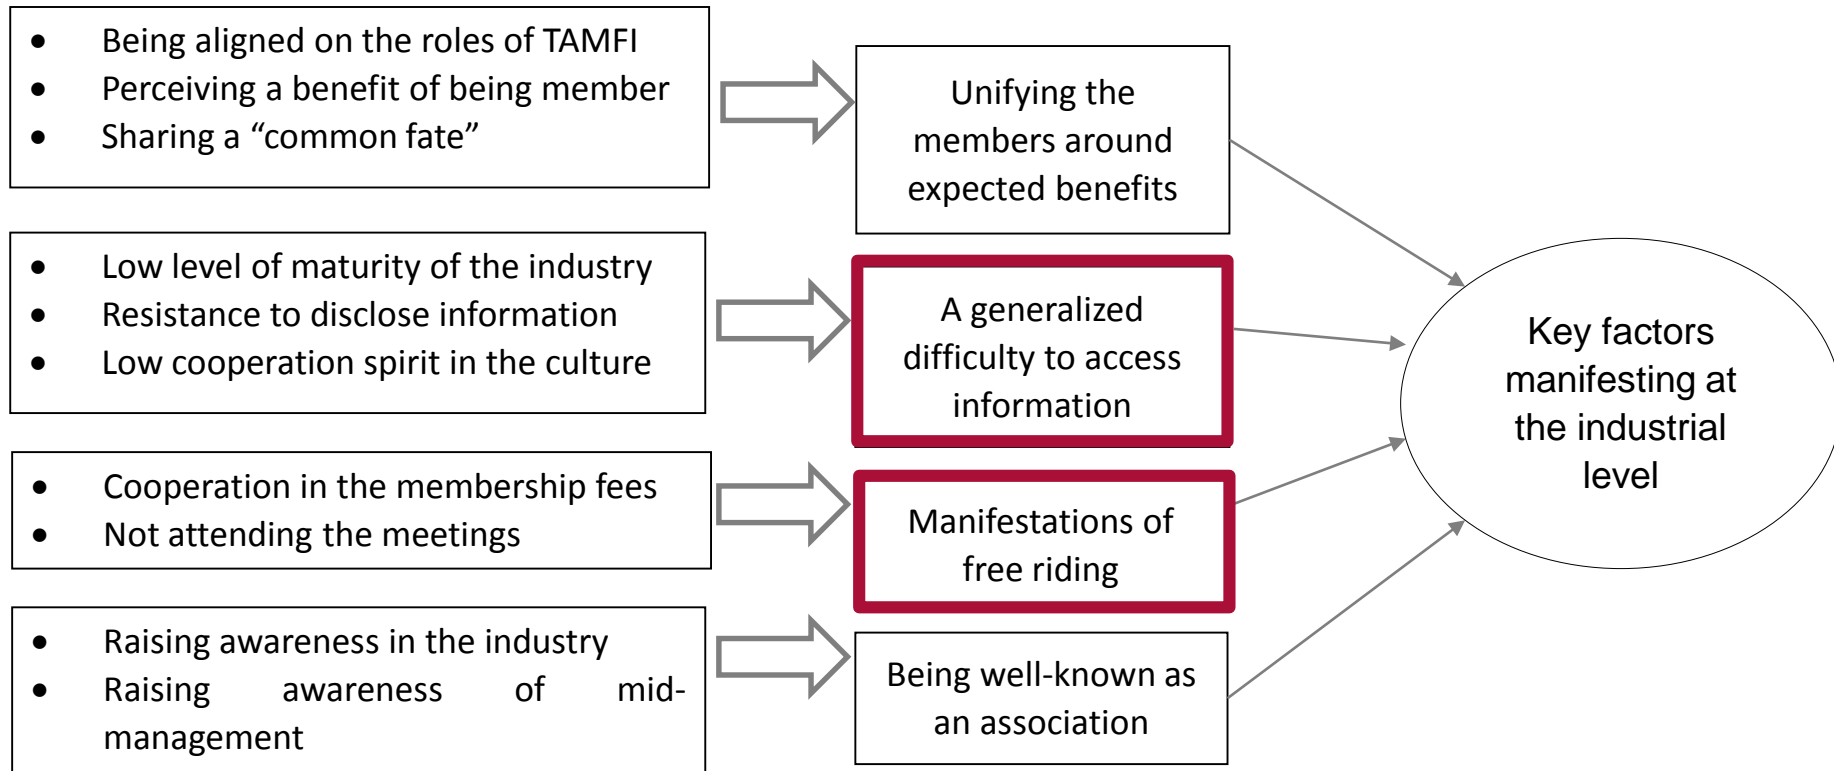 • Being aligned on the roles of TAMFI
• Perceiving a benefit of being member
• Sharing a “common fate”
Unifying the
members around
expected benefits
• Low level of maturity of the industry
• Resistance to disclose information
• Low cooperation spirit in the culture
A generalized
difficulty to access
information
• Cooperation in the membership fees
• Not attending the meetings
Manifestations of
free riding
• Raising awareness in the industry
• Raising awareness of mid-
management
Being well-known as
an association
Key factors
manifesting at
the industrial
level